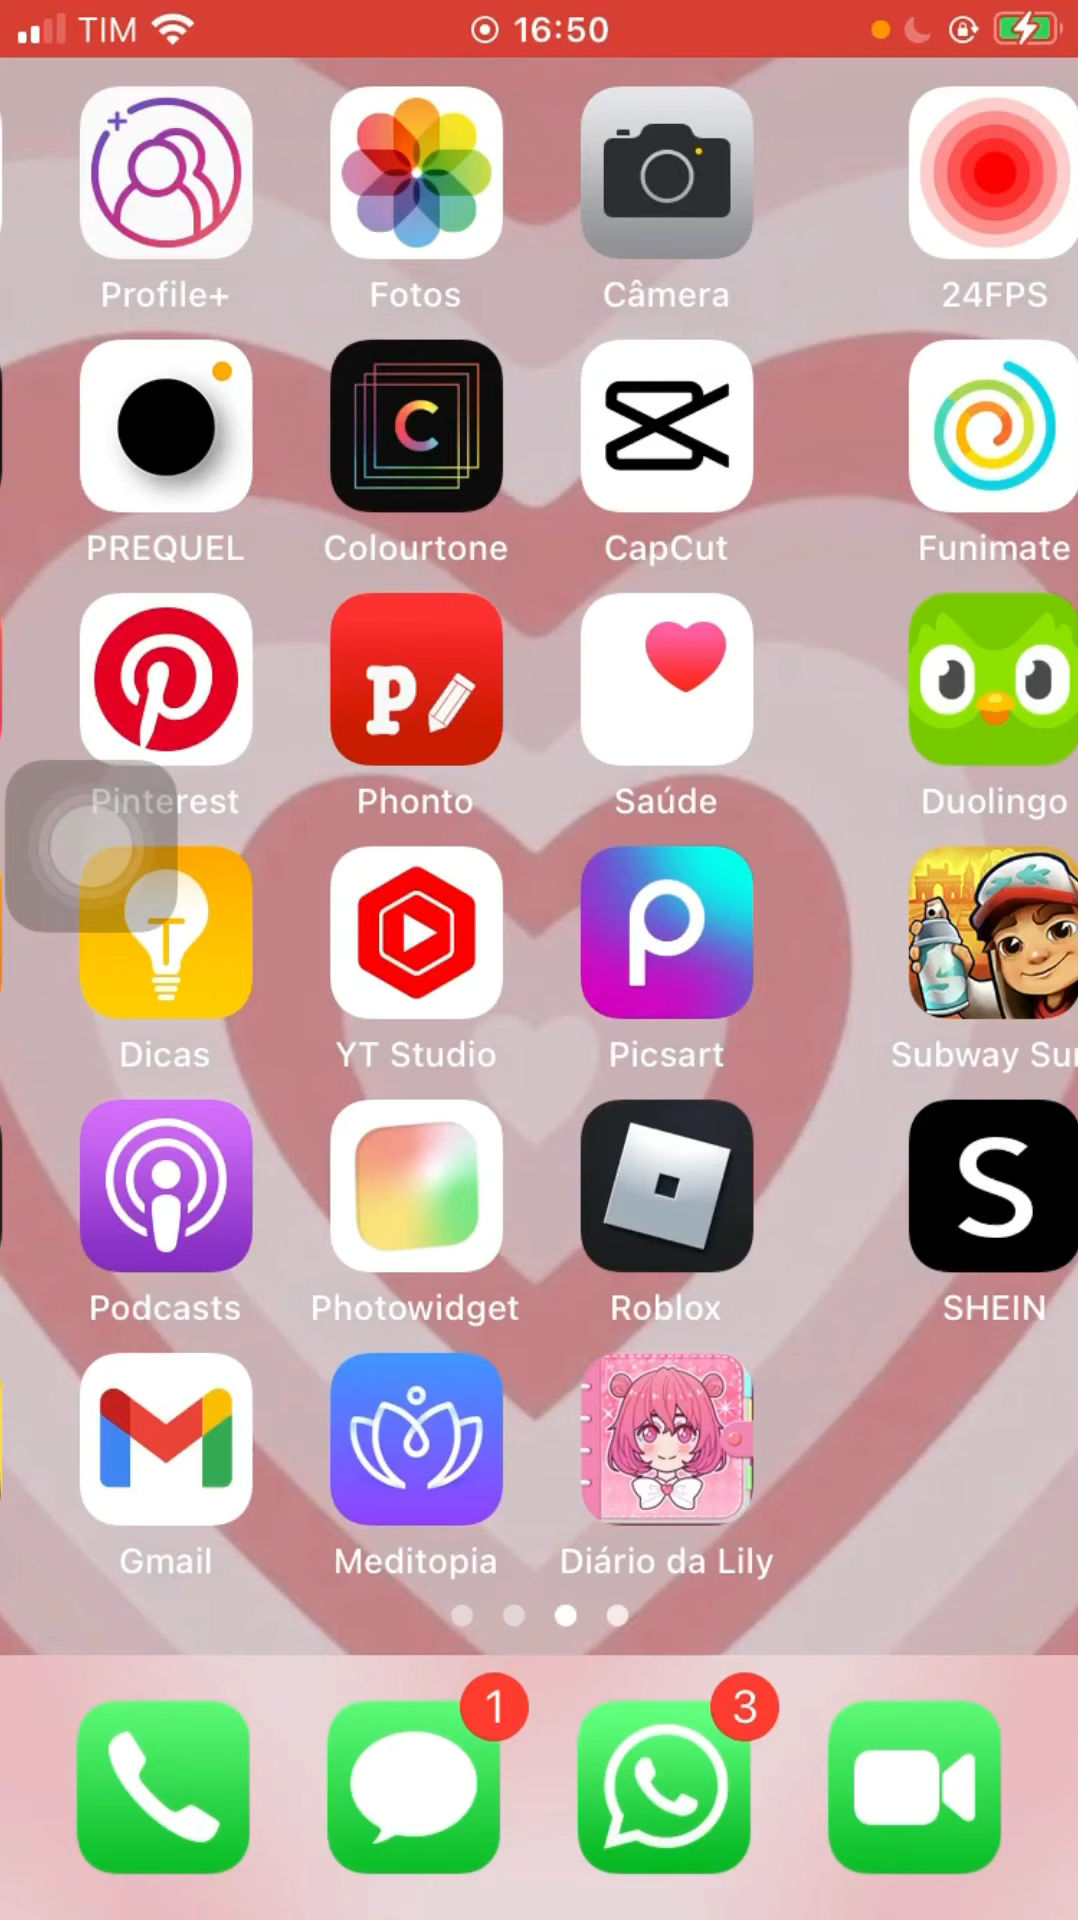 TIM 16:50
Profile+ Fotos Câmera 24FPS
C
PREQUEL Colourtone CapCut Funimate
P
Pinterest Phonto Saúde Duolingo
Dicas YT Studio Picsart Subway Sur
S
Podcasts Photowidget Roblox SHEIN
Gmail Meditopia Diário da Lily
1 3